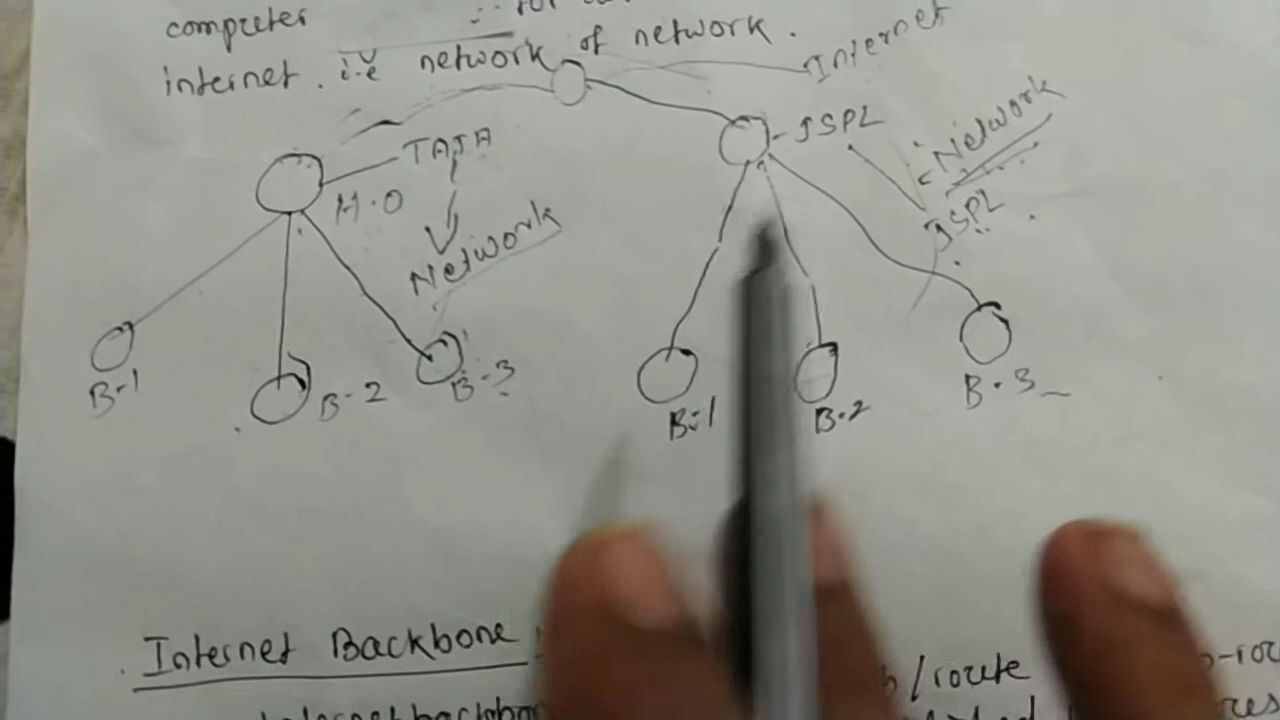 computer
internet. i.e network of network.
Internet
TATA
H.O
Network
B-1
B-2
B-3
JSPL
Network
JSPL
B-1
B.2
B.3
Internet Backbone
/route